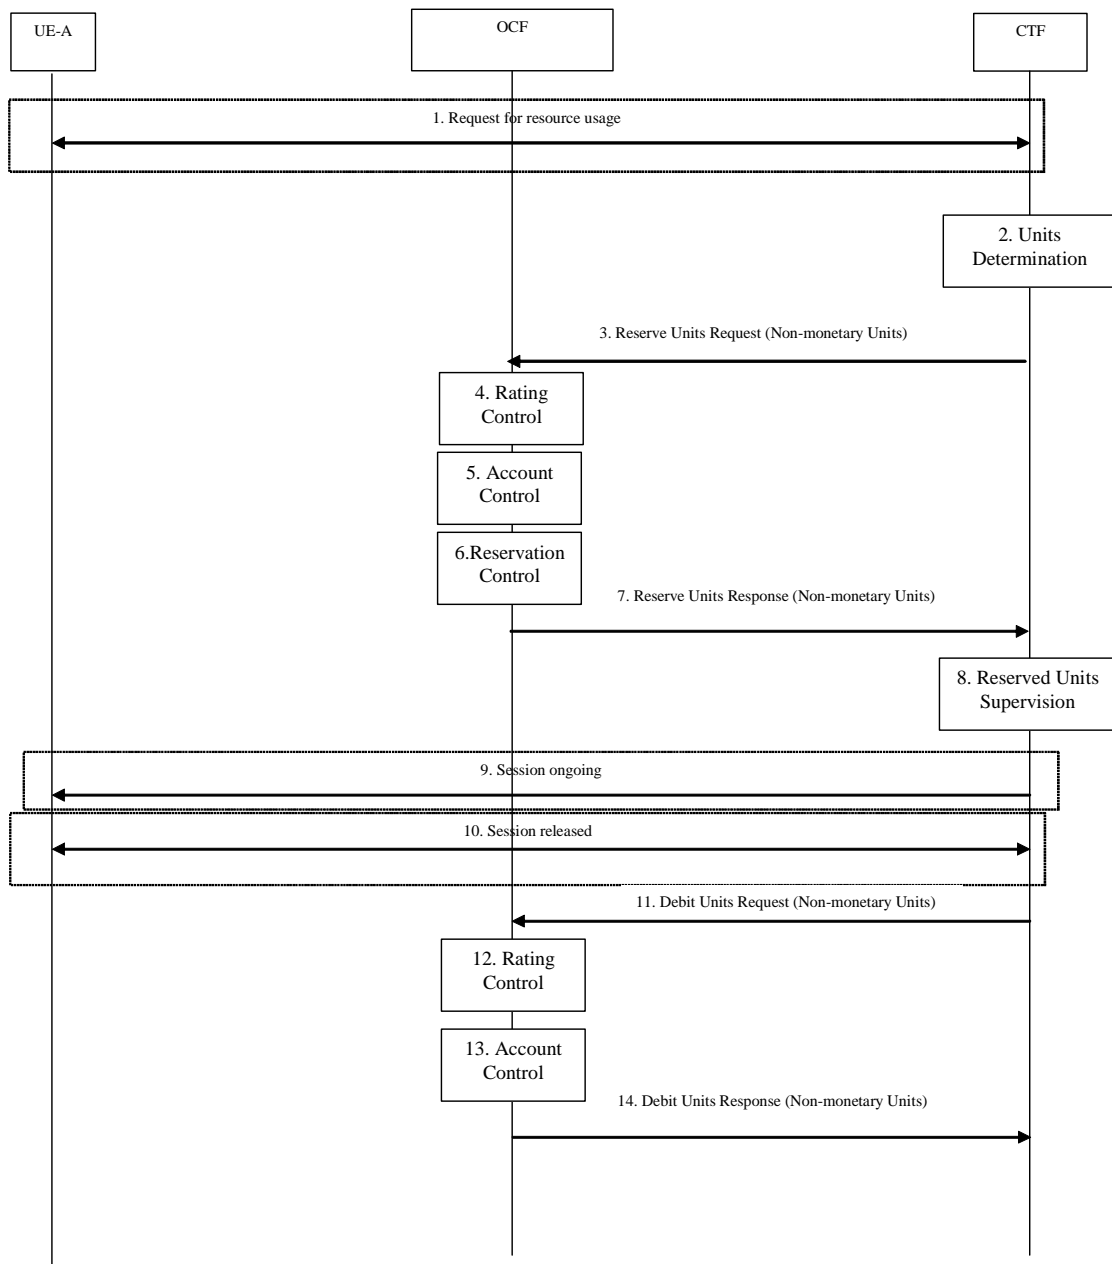 UE-A
OCF
CTF
1. Request for resource usage
2. Units
Determination
3. Reserve Units Request (Non-monetary Units)
4. Rating
Control
5. Account
Control
6.Reservation
Control
7. Reserve Units Response (Non-monetary Units)
8. Reserved Units
Supervision
9. Session ongoing
10. Session released
11. Debit Units Request (Non-monetary Units)
12. Rating
Control
13. Account
Control
14. Debit Units Response (Non-monetary Units)